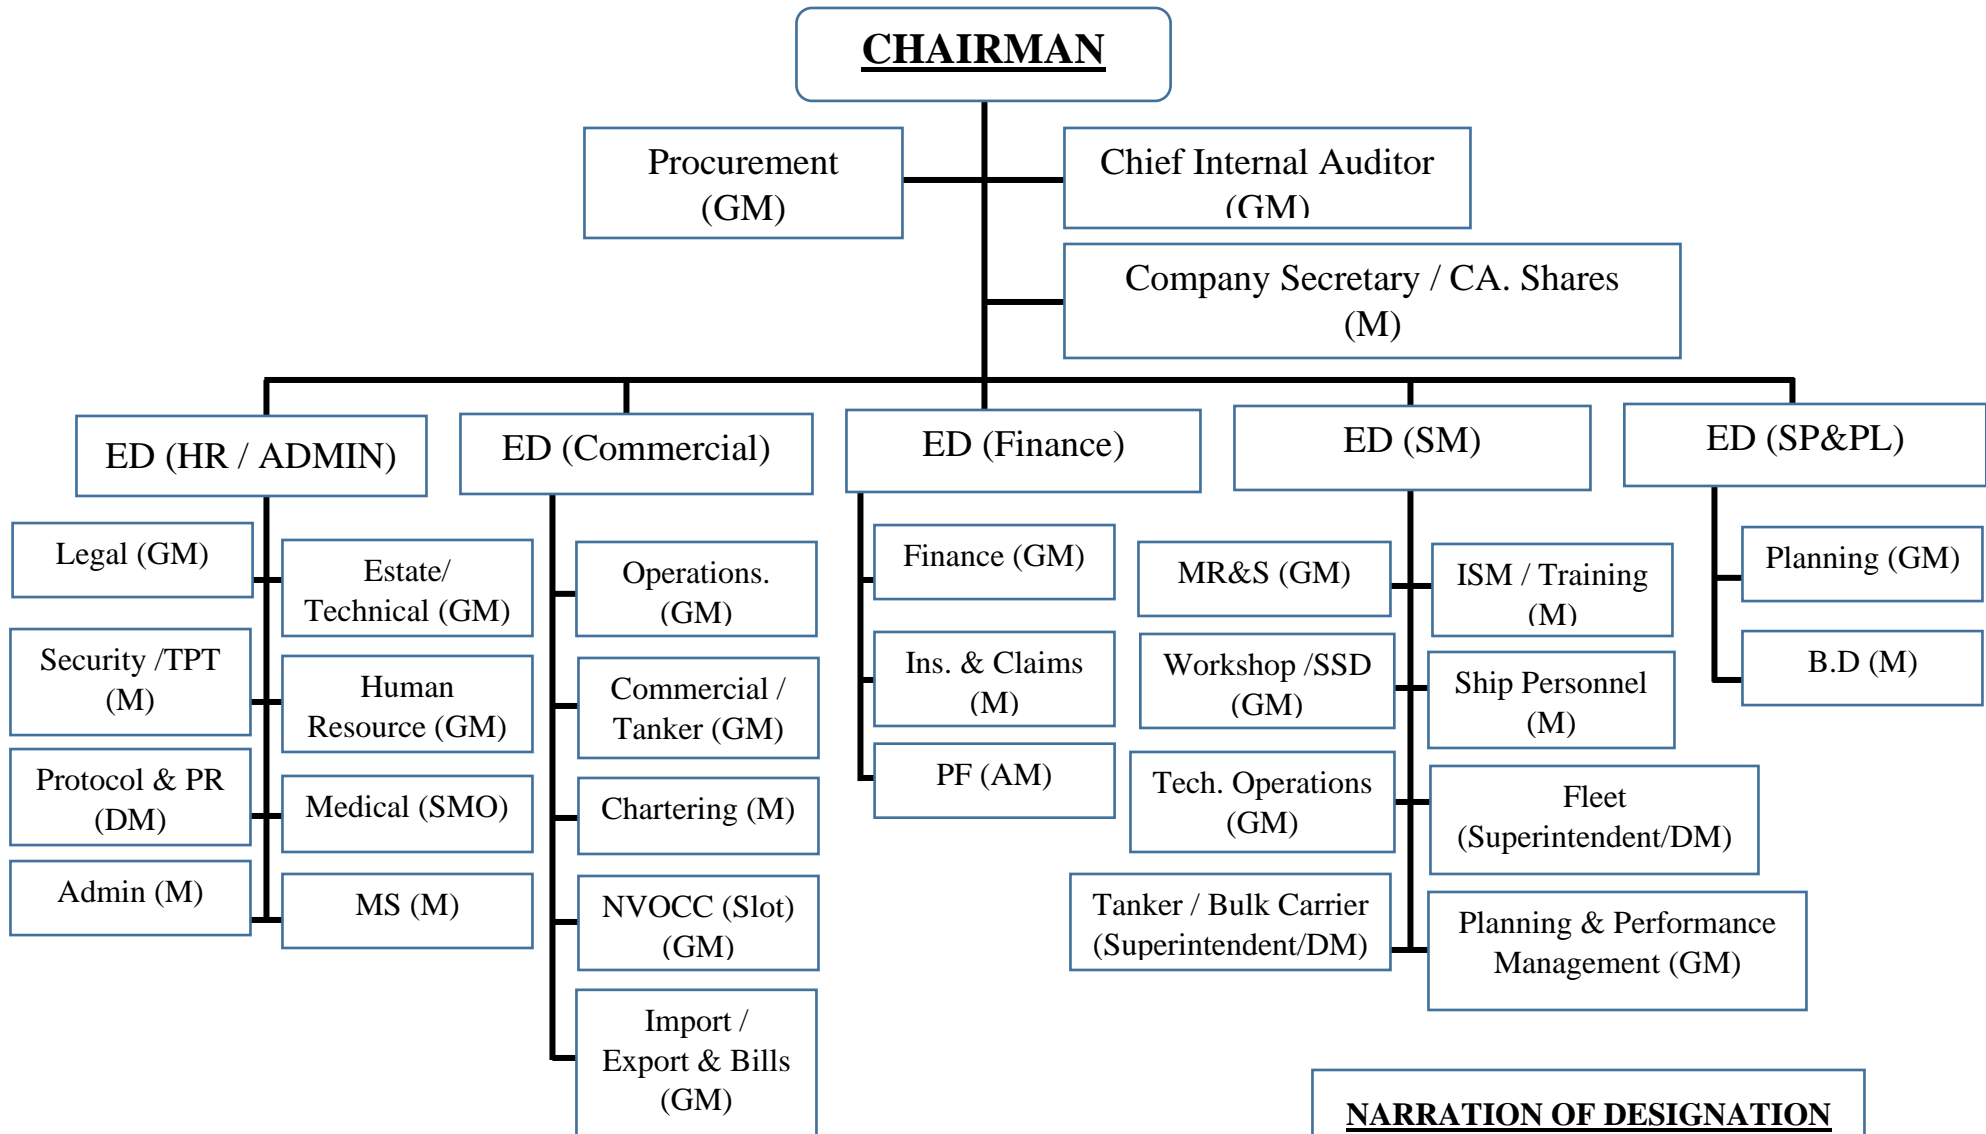 CHAIRMAN
Procurement
(GM)
Chief Internal Auditor
(GM)
Company Secretary / CA. Shares
(M)
ED (HR / ADMIN)
ED (Commercial)
ED (Finance)
ED (SM)
ED (SP&PL)
Legal (GM)
Estate/
Technical (GM)
Security /TPT
(M)
Human
Resource (GM)
Protocol & PR
(DM)
Medical (SMO)
Admin (M)
MS (M)
Operations.
(GM)
Commercial /
Tanker (GM)
Chartering (M)
NVOCC (Slot)
(GM)
Import /
Export & Bills
(GM)
Finance (GM)
Ins. & Claims
(M)
PF (AM)
MR&S (GM)
ISM / Training
(M)
Workshop /SSD
(GM)
Ship Personnel
(M)
Tech. Operations
(GM)
Fleet
(Superintendent/DM)
Tanker / Bulk Carrier
(Superintendent/DM)
Planning & Performance
Management (GM)
Planning (GM)
B.D (M)
NARRATION OF DESIGNATION